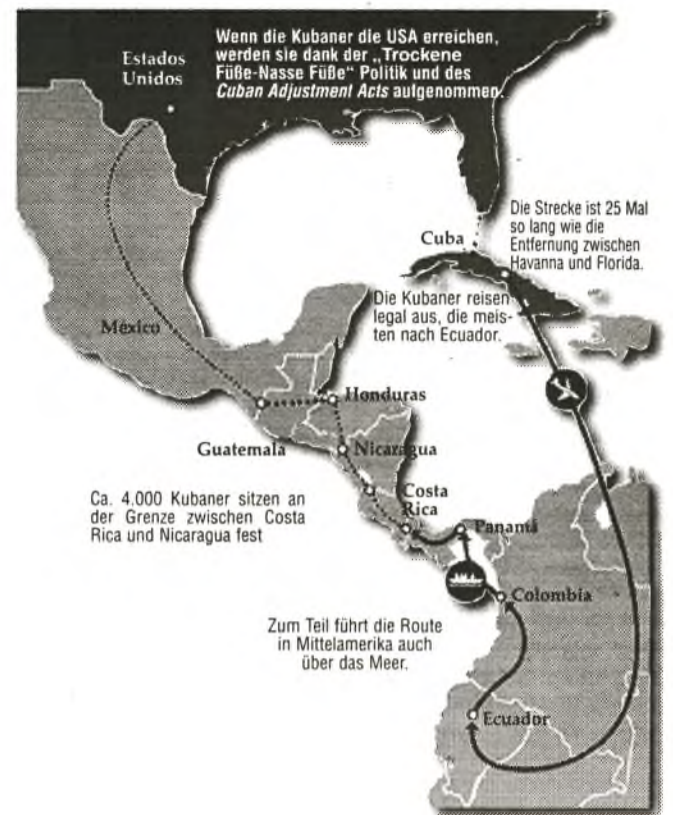 Wenn die Kubaner die USA erreichen,
werden sie dank der „Trockene
Füße-Nasse Füße“ Politik und des
Cuban Adjustment Acts aufgenommen.
Estados
Unidos
Die Strecke ist 25 Mal
so lang wie die
Entfernung zwischen
Havanna und Florida.
Cuba
Die Kubaner reisen
legal aus, die meis-
ten nach Ecuador.
México
Honduras
Guatemala
Nicaragua
Costa
Rica
Ca. 4.000 Kubaner sitzen an
der Grenze zwischen Costa
Rica und Nicaragua fest
Panamá
Colombia
Zum Teil führt die Route
in Mittelamerika auch
über das Meer.
Ecuador